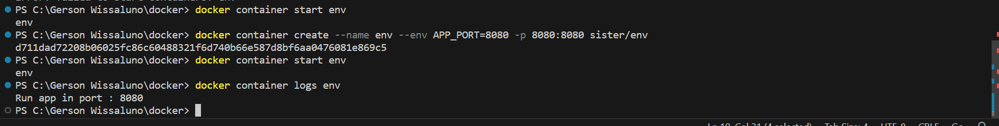 PS C:\Gerson Wissaluno\docker> docker container start env
env
PS C:\Gerson Wissaluno\docker> docker container create --name env --env APP_PORT=8080 -p 8080:8080 sister/env
d711dad72208b06025fc86c60488321f6d740b66e587d8bf6aa0476081e869c5
PS C:\Gerson Wissaluno\docker> docker container start env
env
PS C:\Gerson Wissaluno\docker> docker container logs env
Run app in port : 8080
PS C:\Gerson Wissaluno\docker>